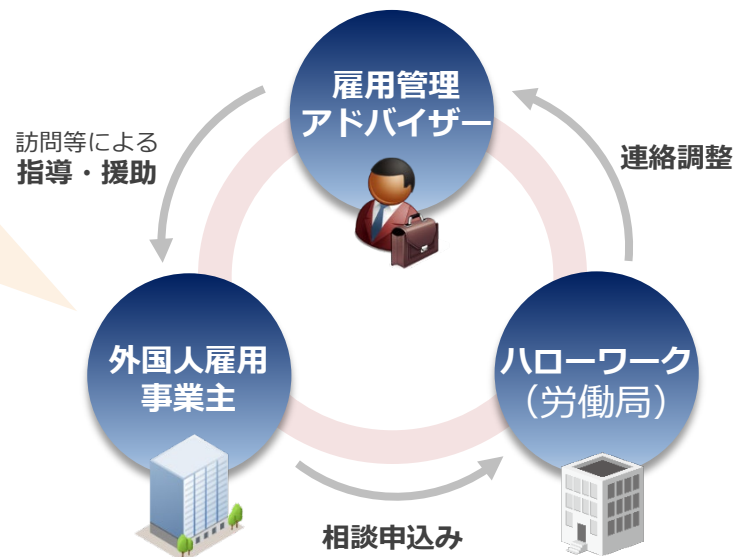 雇用管理
アドバイザー
訪問等による
指導・援助
連絡調整
外国人雇用
事業主
ハローワーク
（労働局）
相談申込み